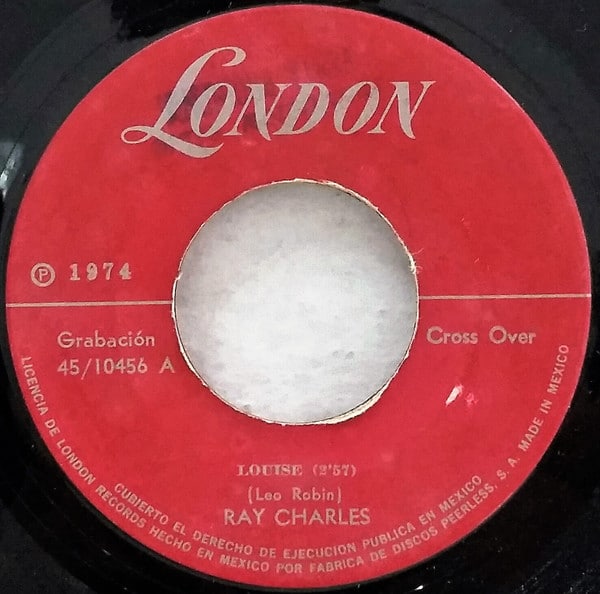 LONDON
℗ 1974
Grabación
45/10456 A
Cross Over
LOUISE (2'57)
(Leo Robin)
RAY CHARLES
CUBIERTO EL DERECHO DE EJECUCION PUBLICA EN MEXICO
LICENCIA DE LONDON RECORDS HECHO EN MEXICO POR FABRICA DE DISCOS PEERLESS, S. A. MADE IN MEXICO